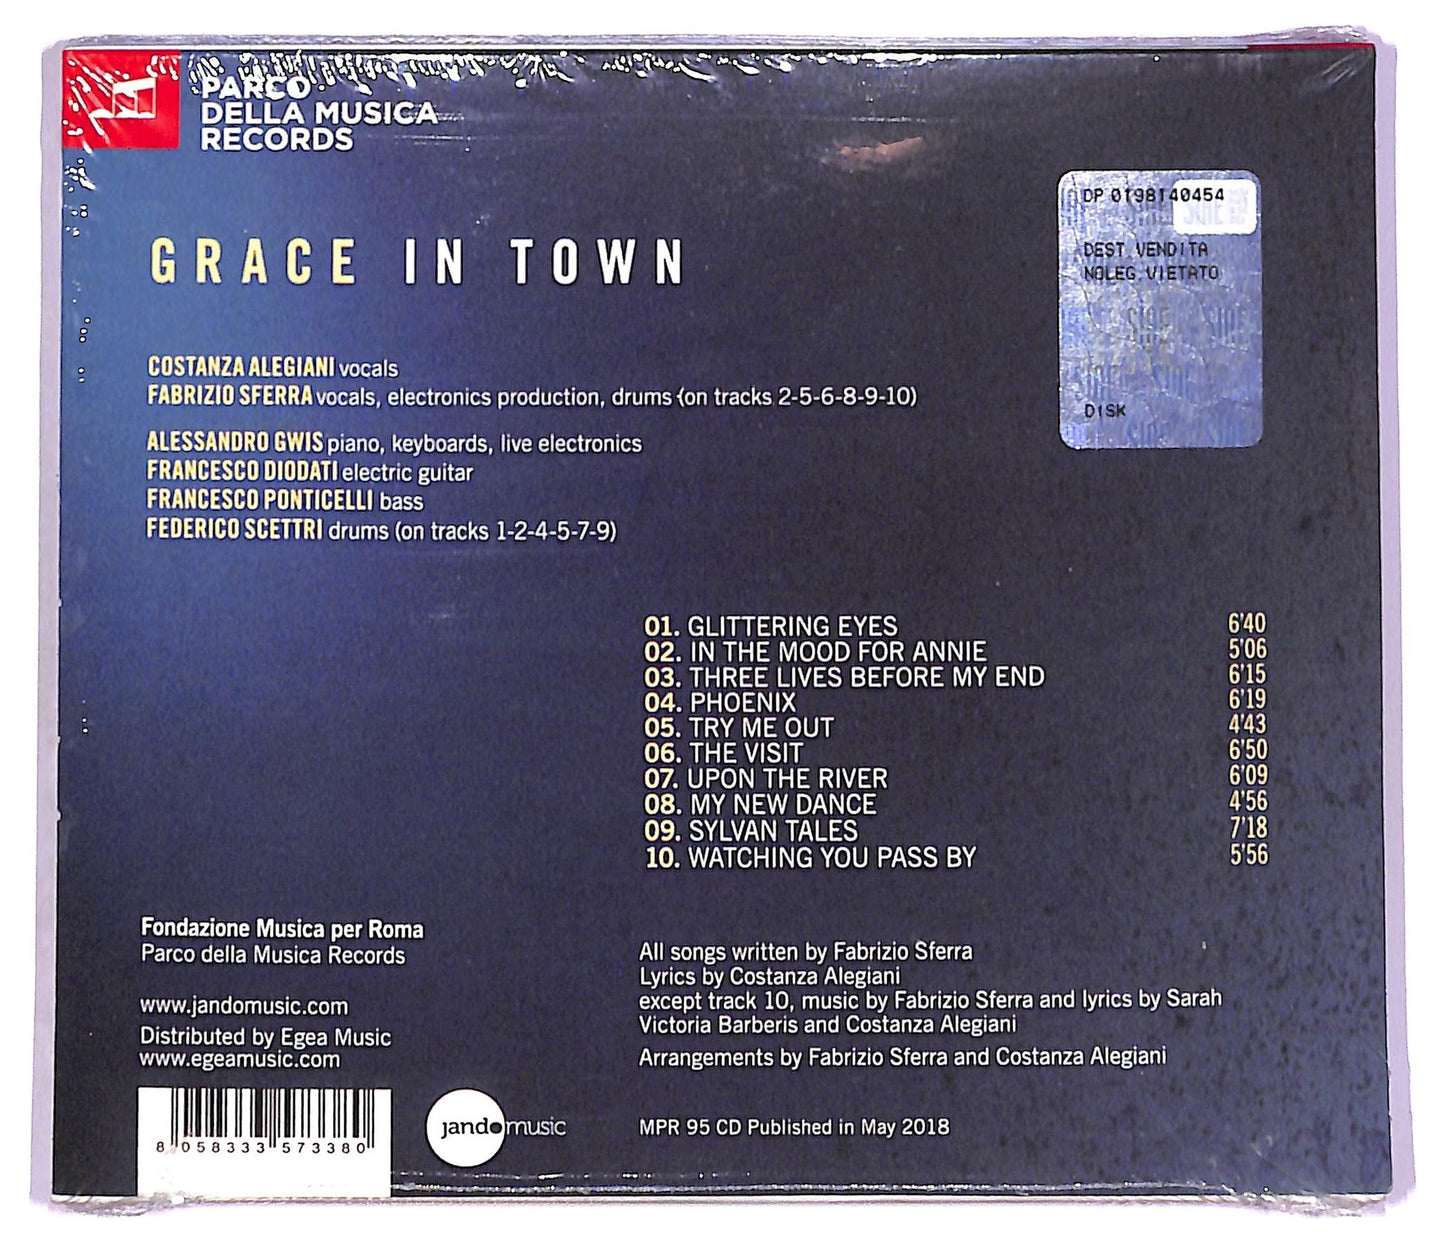 PARCO
DELLA MUSICA
RECORDS
DP 0198140454
DEST.VENDITA
NOLEG.VIETATO
DISK
GRACE IN TOWN
COSTANZA ALEGIANI vocals
FABRIZIO SFERRA vocals, electronics production, drums (on tracks 2-5-6-8-9-10)
ALESSANDRO GWIS piano, keyboards, live electronics
FRANCESCO DIODATI electric guitar
FRANCESCO PONTICELLI bass
FEDERICO SCETTRI drums (on tracks 1-2-4-5-7-9)
01. GLITTERING EYES 6'40
02. IN THE MOOD FOR ANNIE 5'06
03. THREE LIVES BEFORE MY END 6'15
04. PHOENIX 6'19
05. TRY ME OUT 4'43
06. THE VISIT 6'50
07. UPON THE RIVER 6'09
08. MY NEW DANCE 4'56
09. SYLVAN TALES 7'18
10. WATCHING YOU PASS BY 5'56
Fondazione Musica per Roma
Parco della Musica Records
www.jandomusic.com
Distributed by Egea Music
www.egeamusic.com
All songs written by Fabrizio Sferra
Lyrics by Costanza Alegiani
except track 10, music by Fabrizio Sferra and lyrics by Sarah
Victoria Barberis and Costanza Alegiani
Arrangements by Fabrizio Sferra and Costanza Alegiani
8 058333 573380
jandomusic
MPR 95 CD Published in May 2018